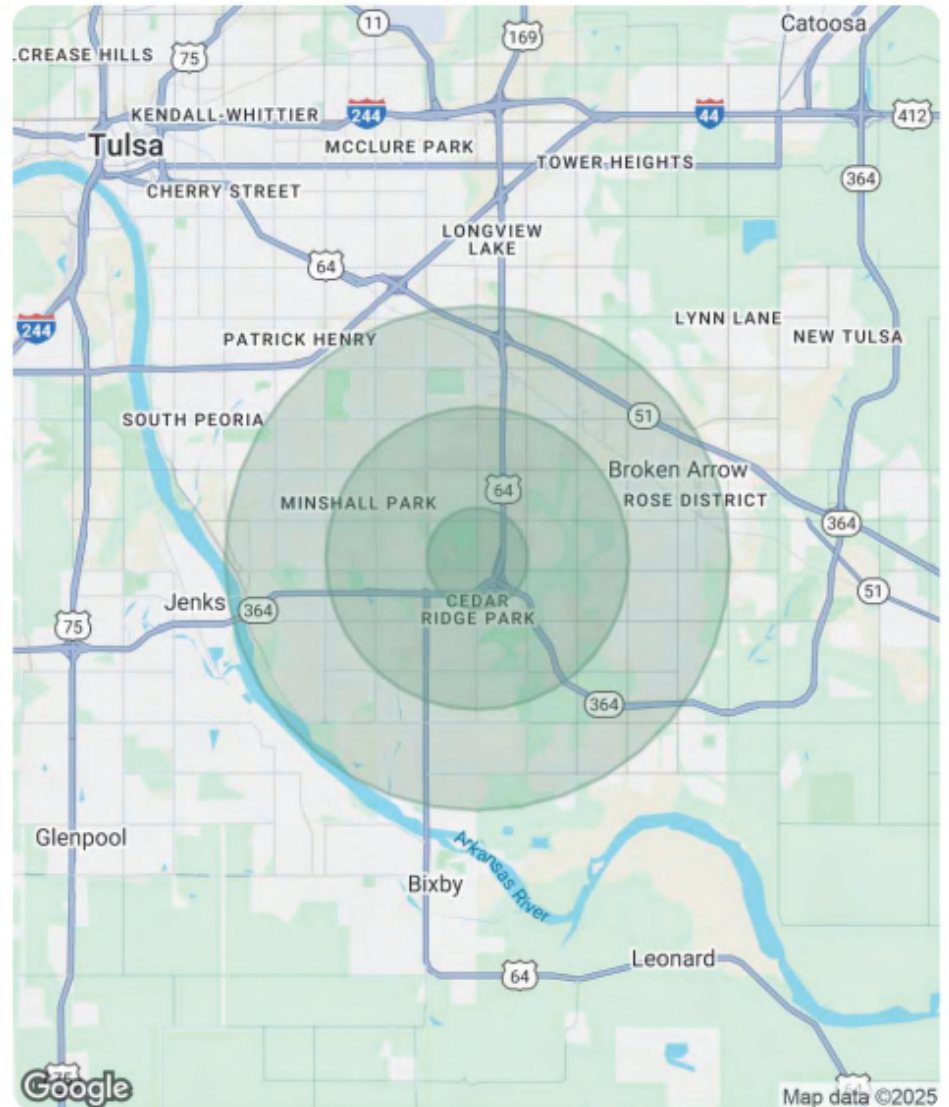 Catoosa
11
169
LCREASE HILLS
75
KENDALL-WHITTIER
244
44
412
Tulsa
MCCLURE PARK
TOWER HEIGHTS
364
CHERRY STREET
LONGVIEW
LAKE
64
244
PATRICK HENRY
LYNN LANE
NEW TULSA
SOUTH PEORIA
51
Broken Arrow
64
MINSHALL PARK
ROSE DISTRICT
364
Jenks
364
CEDAR
RIDGE PARK
51
75
364
Glenpool
Arkansas River
Bixby
64
Leonard
75
64
Google
Map data ©2025